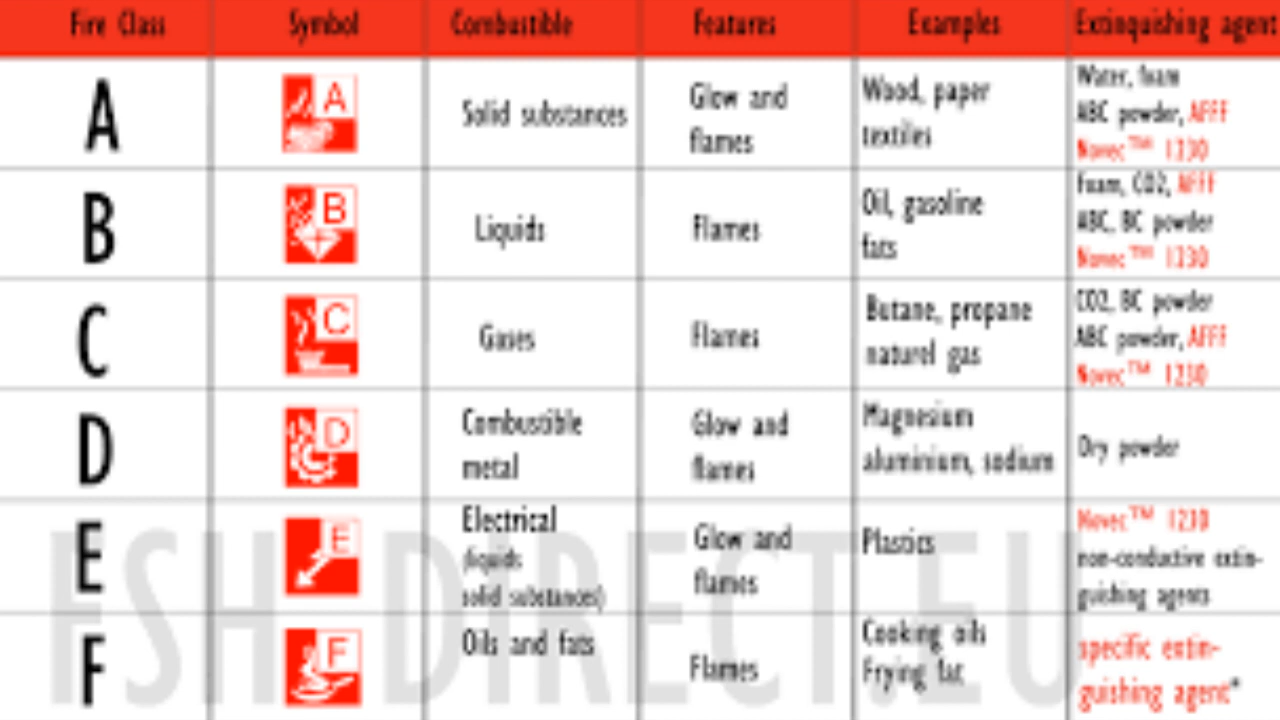 Fire Class Symbol Combustible Features Examples Extinquishing agent
A
A
Solid substances
Glow and
flames
Wood, paper
textiles
Water, foam
ABC powder, AFFF
Novec™ 1230
B
B
Liquids
Flames
Oil, gasoline
fats
Foam, CO2, AFFF
ABC, BC powder
Novec™ 1230
C
C
Gases
Flames
Butane, propane
naturel gas
CO2, BC powder
ABC powder, AFFF
Novec™ 1230
D
D
Combustible
metal
Glow and
flames
Magnesium
aluminium, sodium
Dry powder
E
E
Electrical
(liquids
solid substances)
Glow and
flames
Plastics
Novec™ 1230
non-conductive extin-
guishing agents
F
F
Oils and fats
Flames
Cooking oils
Frying fat
specific extin-
guishing agent*
FSH-DIRECT.EU